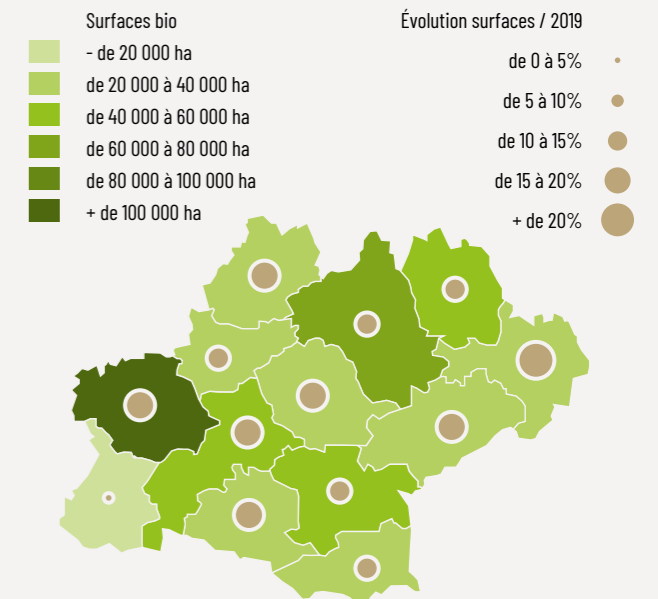 Surfaces bio
- de 20 000 ha
de 20 000 à 40 000 ha
de 40 000 à 60 000 ha
de 60 000 à 80 000 ha
de 80 000 à 100 000 ha
+ de 100 000 ha
Évolution surfaces / 2019
de 0 à 5%
de 5 à 10%
de 10 à 15%
de 15 à 20%
+ de 20%